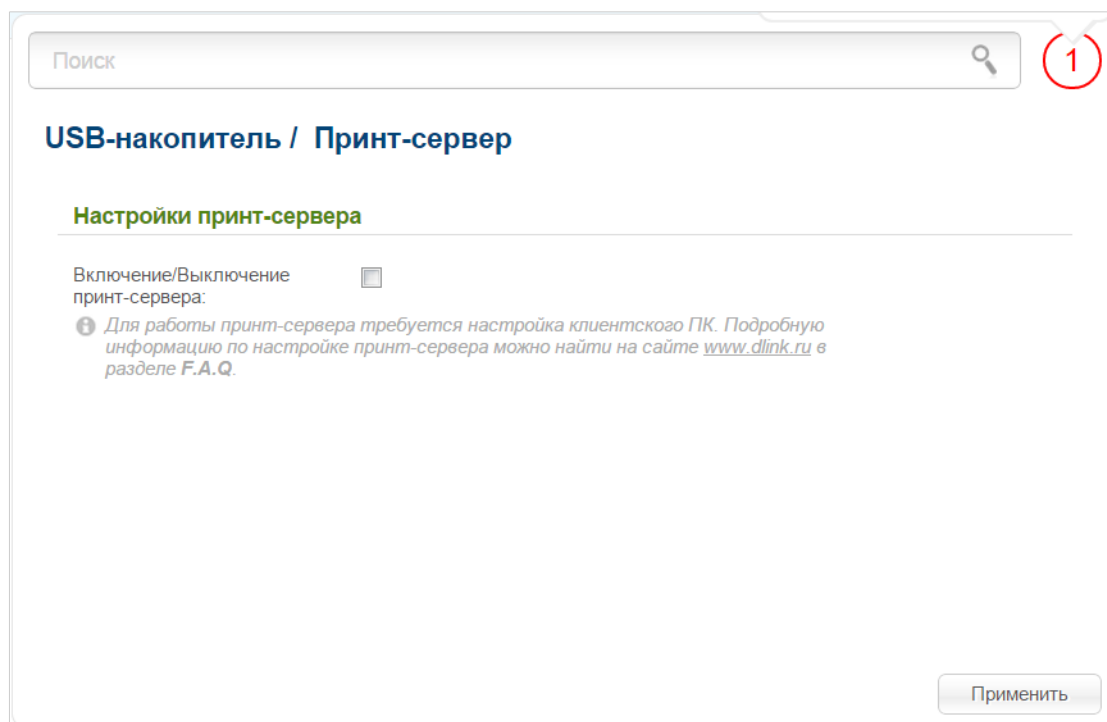 Поиск
1
USB-накопитель / Принт-сервер
Настройки принт-сервера
Включение/Выключение
принт-сервера:
Для работы принт-сервера требуется настройка клиентского ПК. Подробную
информацию по настройке принт-сервера можно найти на сайте www.dlink.ru в
разделе F.A.Q.
Применить